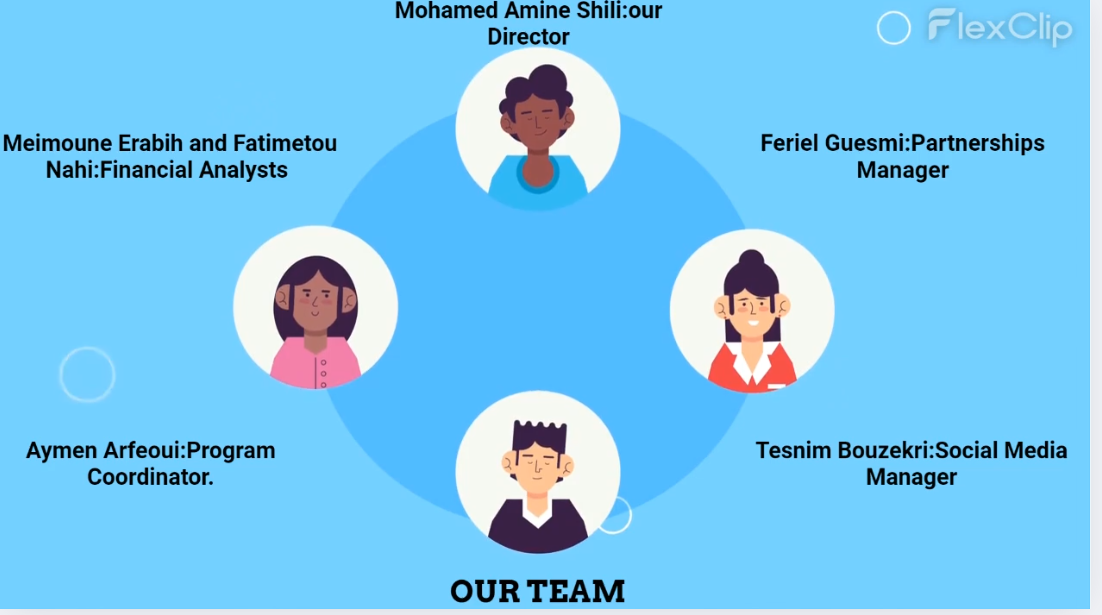 Mohamed Amine Shili:our
Director
FlexClip
Meimoune Erabih and Fatimetou
Nahi:Financial Analysts
Feriel Guesmi:Partnerships
Manager
Aymen Arfeoui:Program
Coordinator.
Tesnim Bouzekri:Social Media
Manager
OUR TEAM